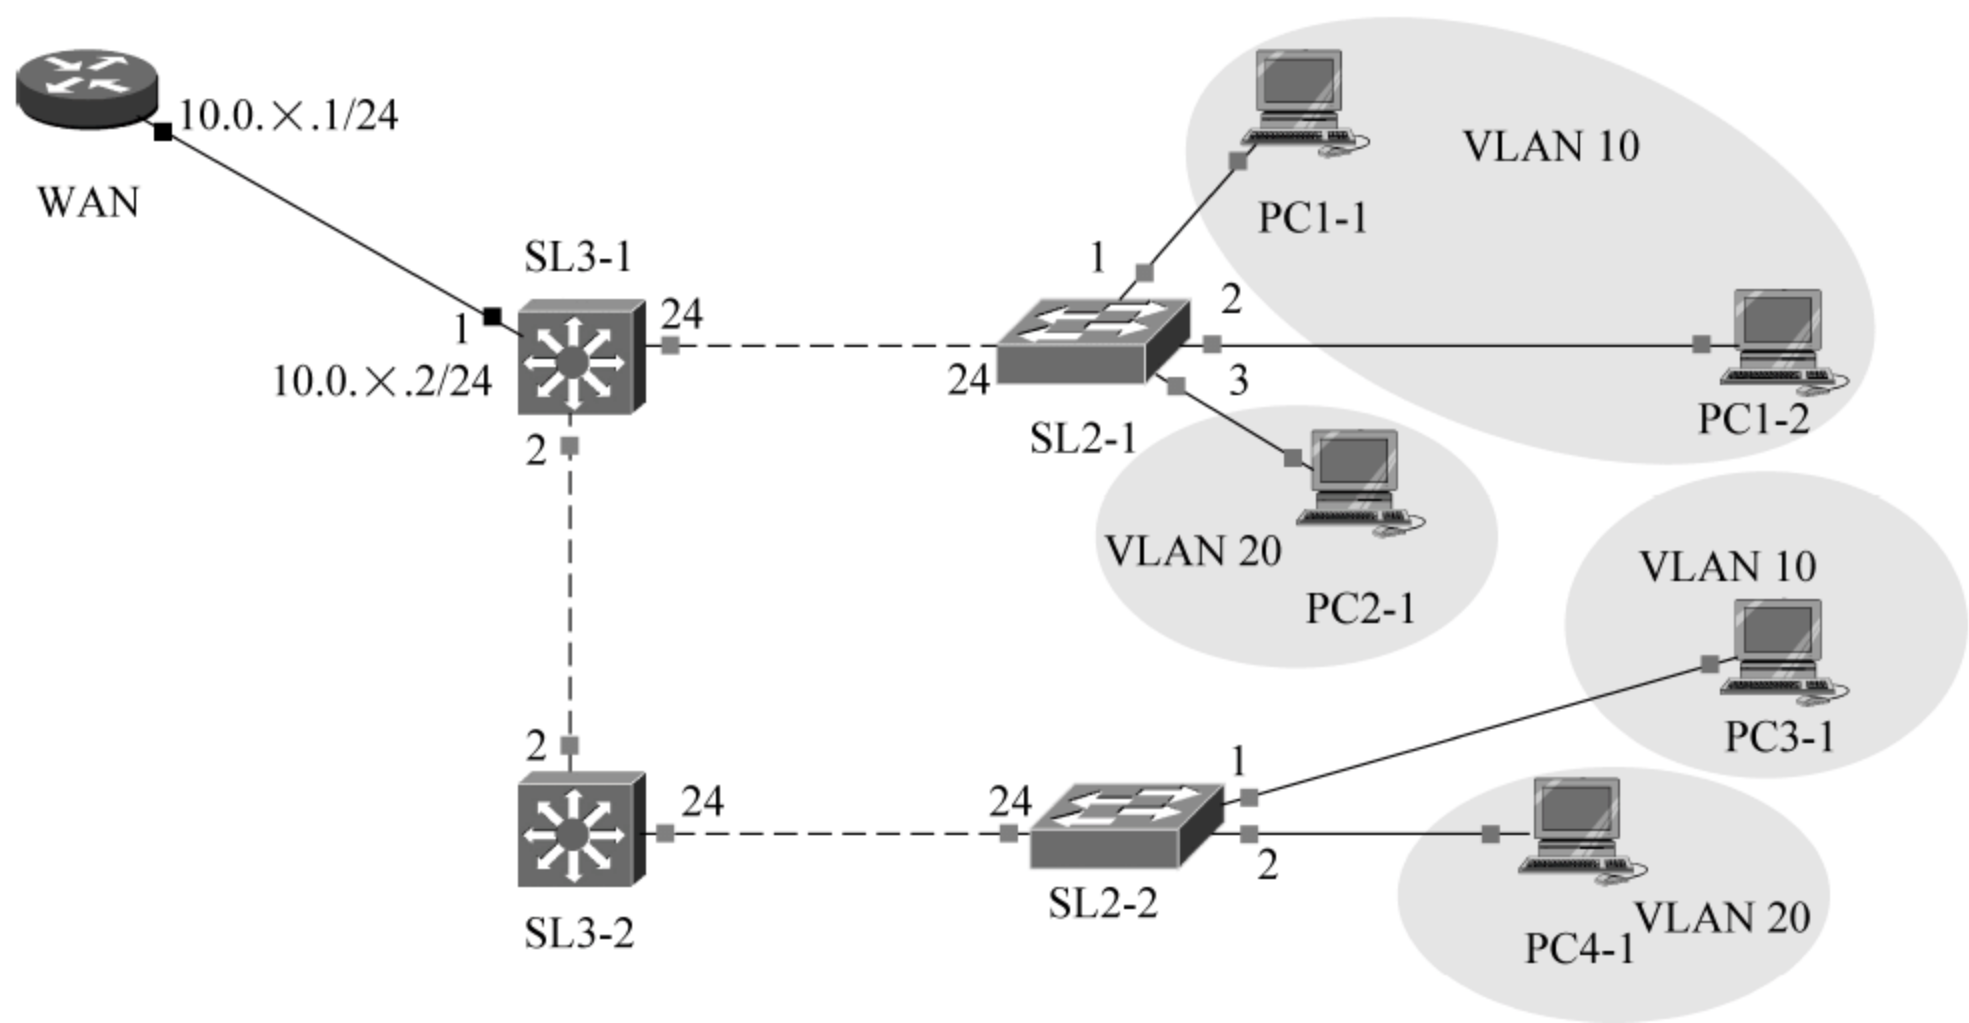 10.0.×.1/24
WAN
SL3-1
1
24
10.0.×.2/24
2
1
2
3
24
SL2-1
PC1-1
VLAN 10
PC1-2
VLAN 20
PC2-1
VLAN 10
PC3-1
2
24
SL3-2
24
1
2
SL2-2
VLAN 20
PC4-1